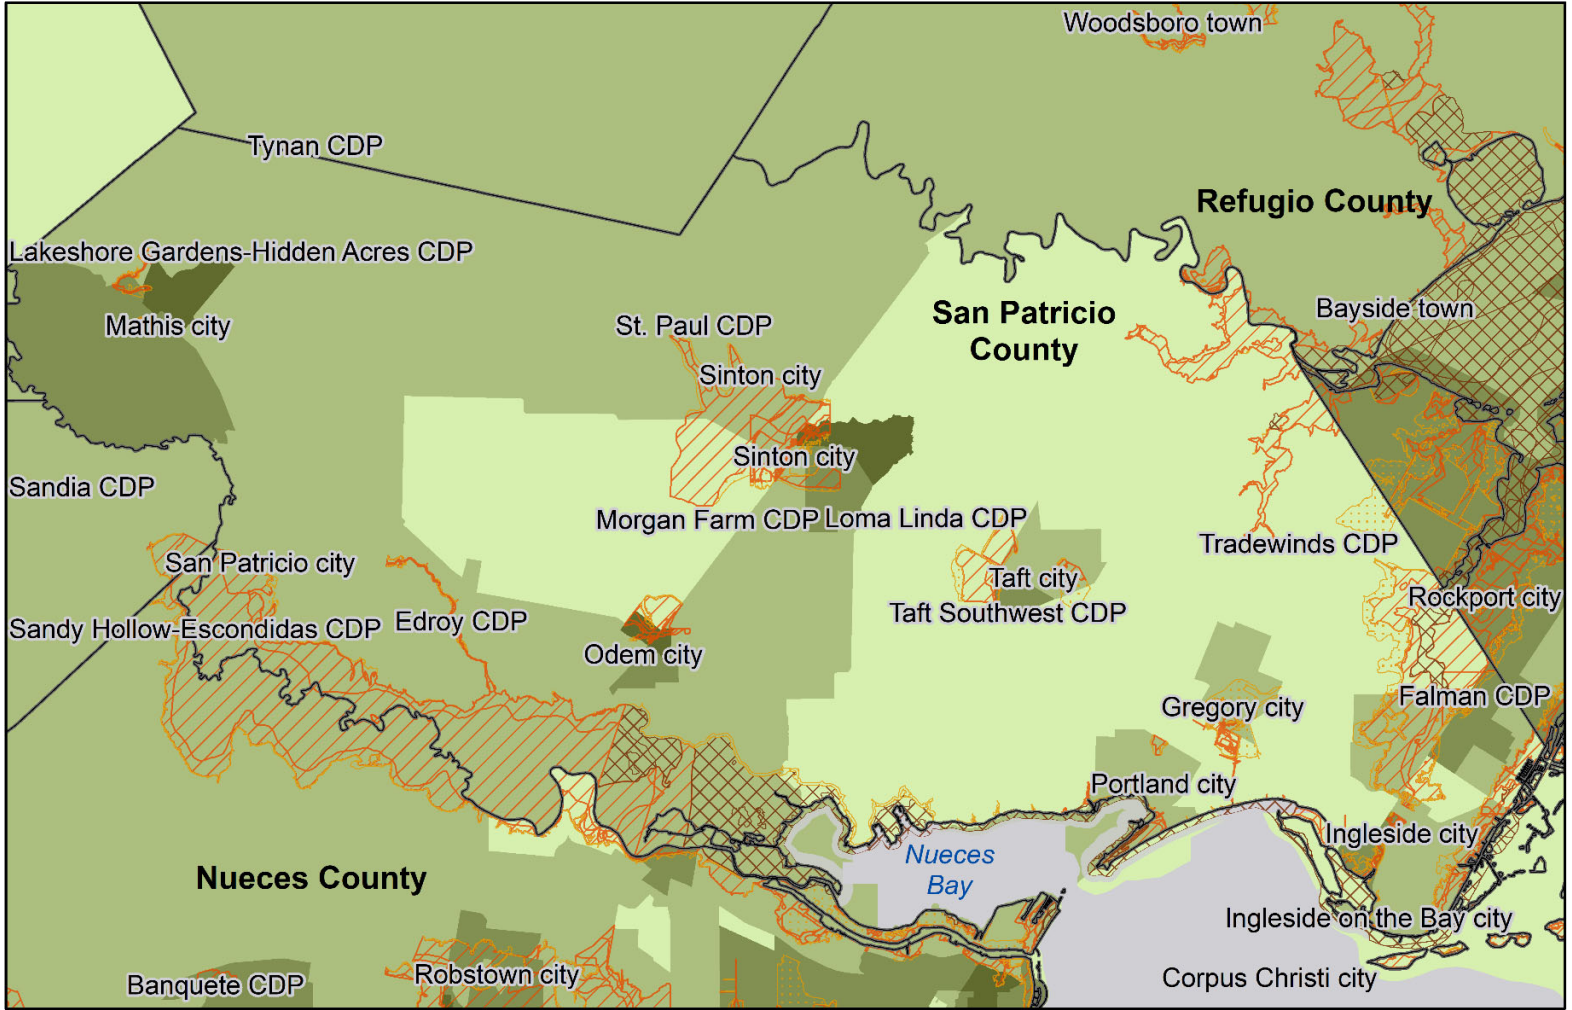 Woodsboro town
Tynan CDP
Refugio County
Lakeshore Gardens-Hidden Acres CDP
Mathis city
St. Paul CDP
San Patricio
County
Bayside town
Sinton city
Sinton city
Sandia CDP
Morgan Farm CDP
Loma Linda CDP
Tradewinds CDP
San Patricio city
Taft city
Rockport city
Taft Southwest CDP
Sandy Hollow-Escondidas CDP
Edroy CDP
Odem city
Falman CDP
Gregory city
Portland city
Ingleside city
Nueces
Bay
Nueces County
Ingleside on the Bay city
Robstown city
Corpus Christi city
Banquete CDP